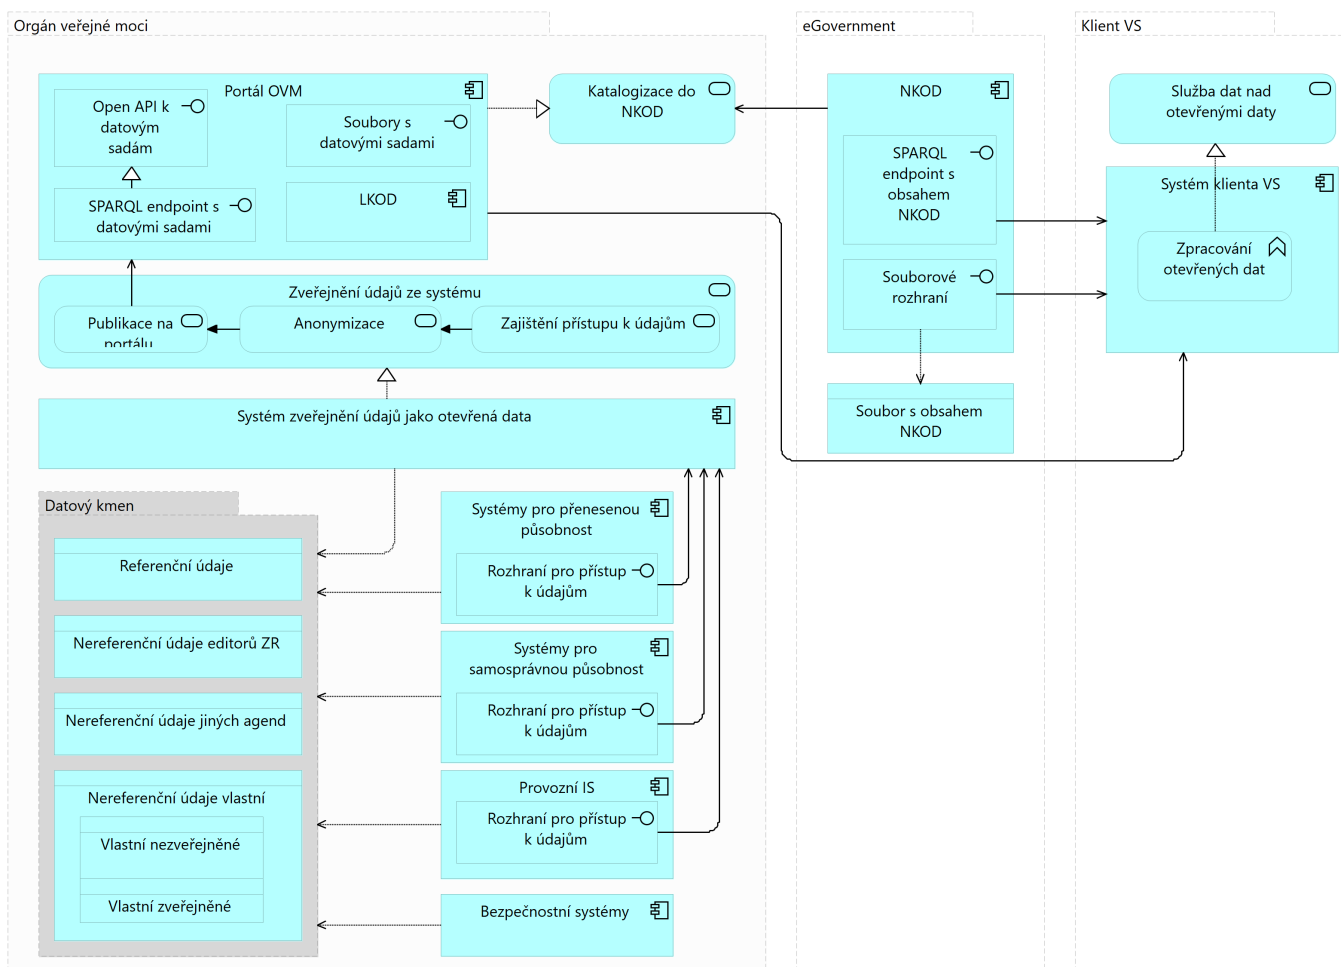 Orgán veřejné moci
Portál OVM
Open API k
datovým
sadám
Soubory s
datovými sadami
SPARQL endpoint s
datovými sadami
LKOD
Katalogizace do
NKOD
Zveřejnění údajů ze systému
Publikace na
portálu
Anonymizace
Zajištění přístupu k údajům
Systém zveřejnění údajů jako otevřená data
Datový kmen
Referenční údaje
Nereferenční údaje editorů ZR
Nereferenční údaje jiných agend
Nereferenční údaje vlastní
Vlastní nezveřejněné
Vlastní zveřejněné
Systémy pro přenesenou
působnost
Rozhraní pro přístup
k údajům
Systémy pro
samosprávnou působnost
Rozhraní pro přístup
k údajům
Provozní IS
Rozhraní pro přístup
k údajům
Bezpečnostní systémy
eGovernment
NKOD
SPARQL
endpoint s
obsahem
NKOD
Souborové
rozhraní
Soubor s obsahem
NKOD
Klient VS
Služba dat nad
otevřenými daty
Systém klienta VS
Zpracování
otevřených dat